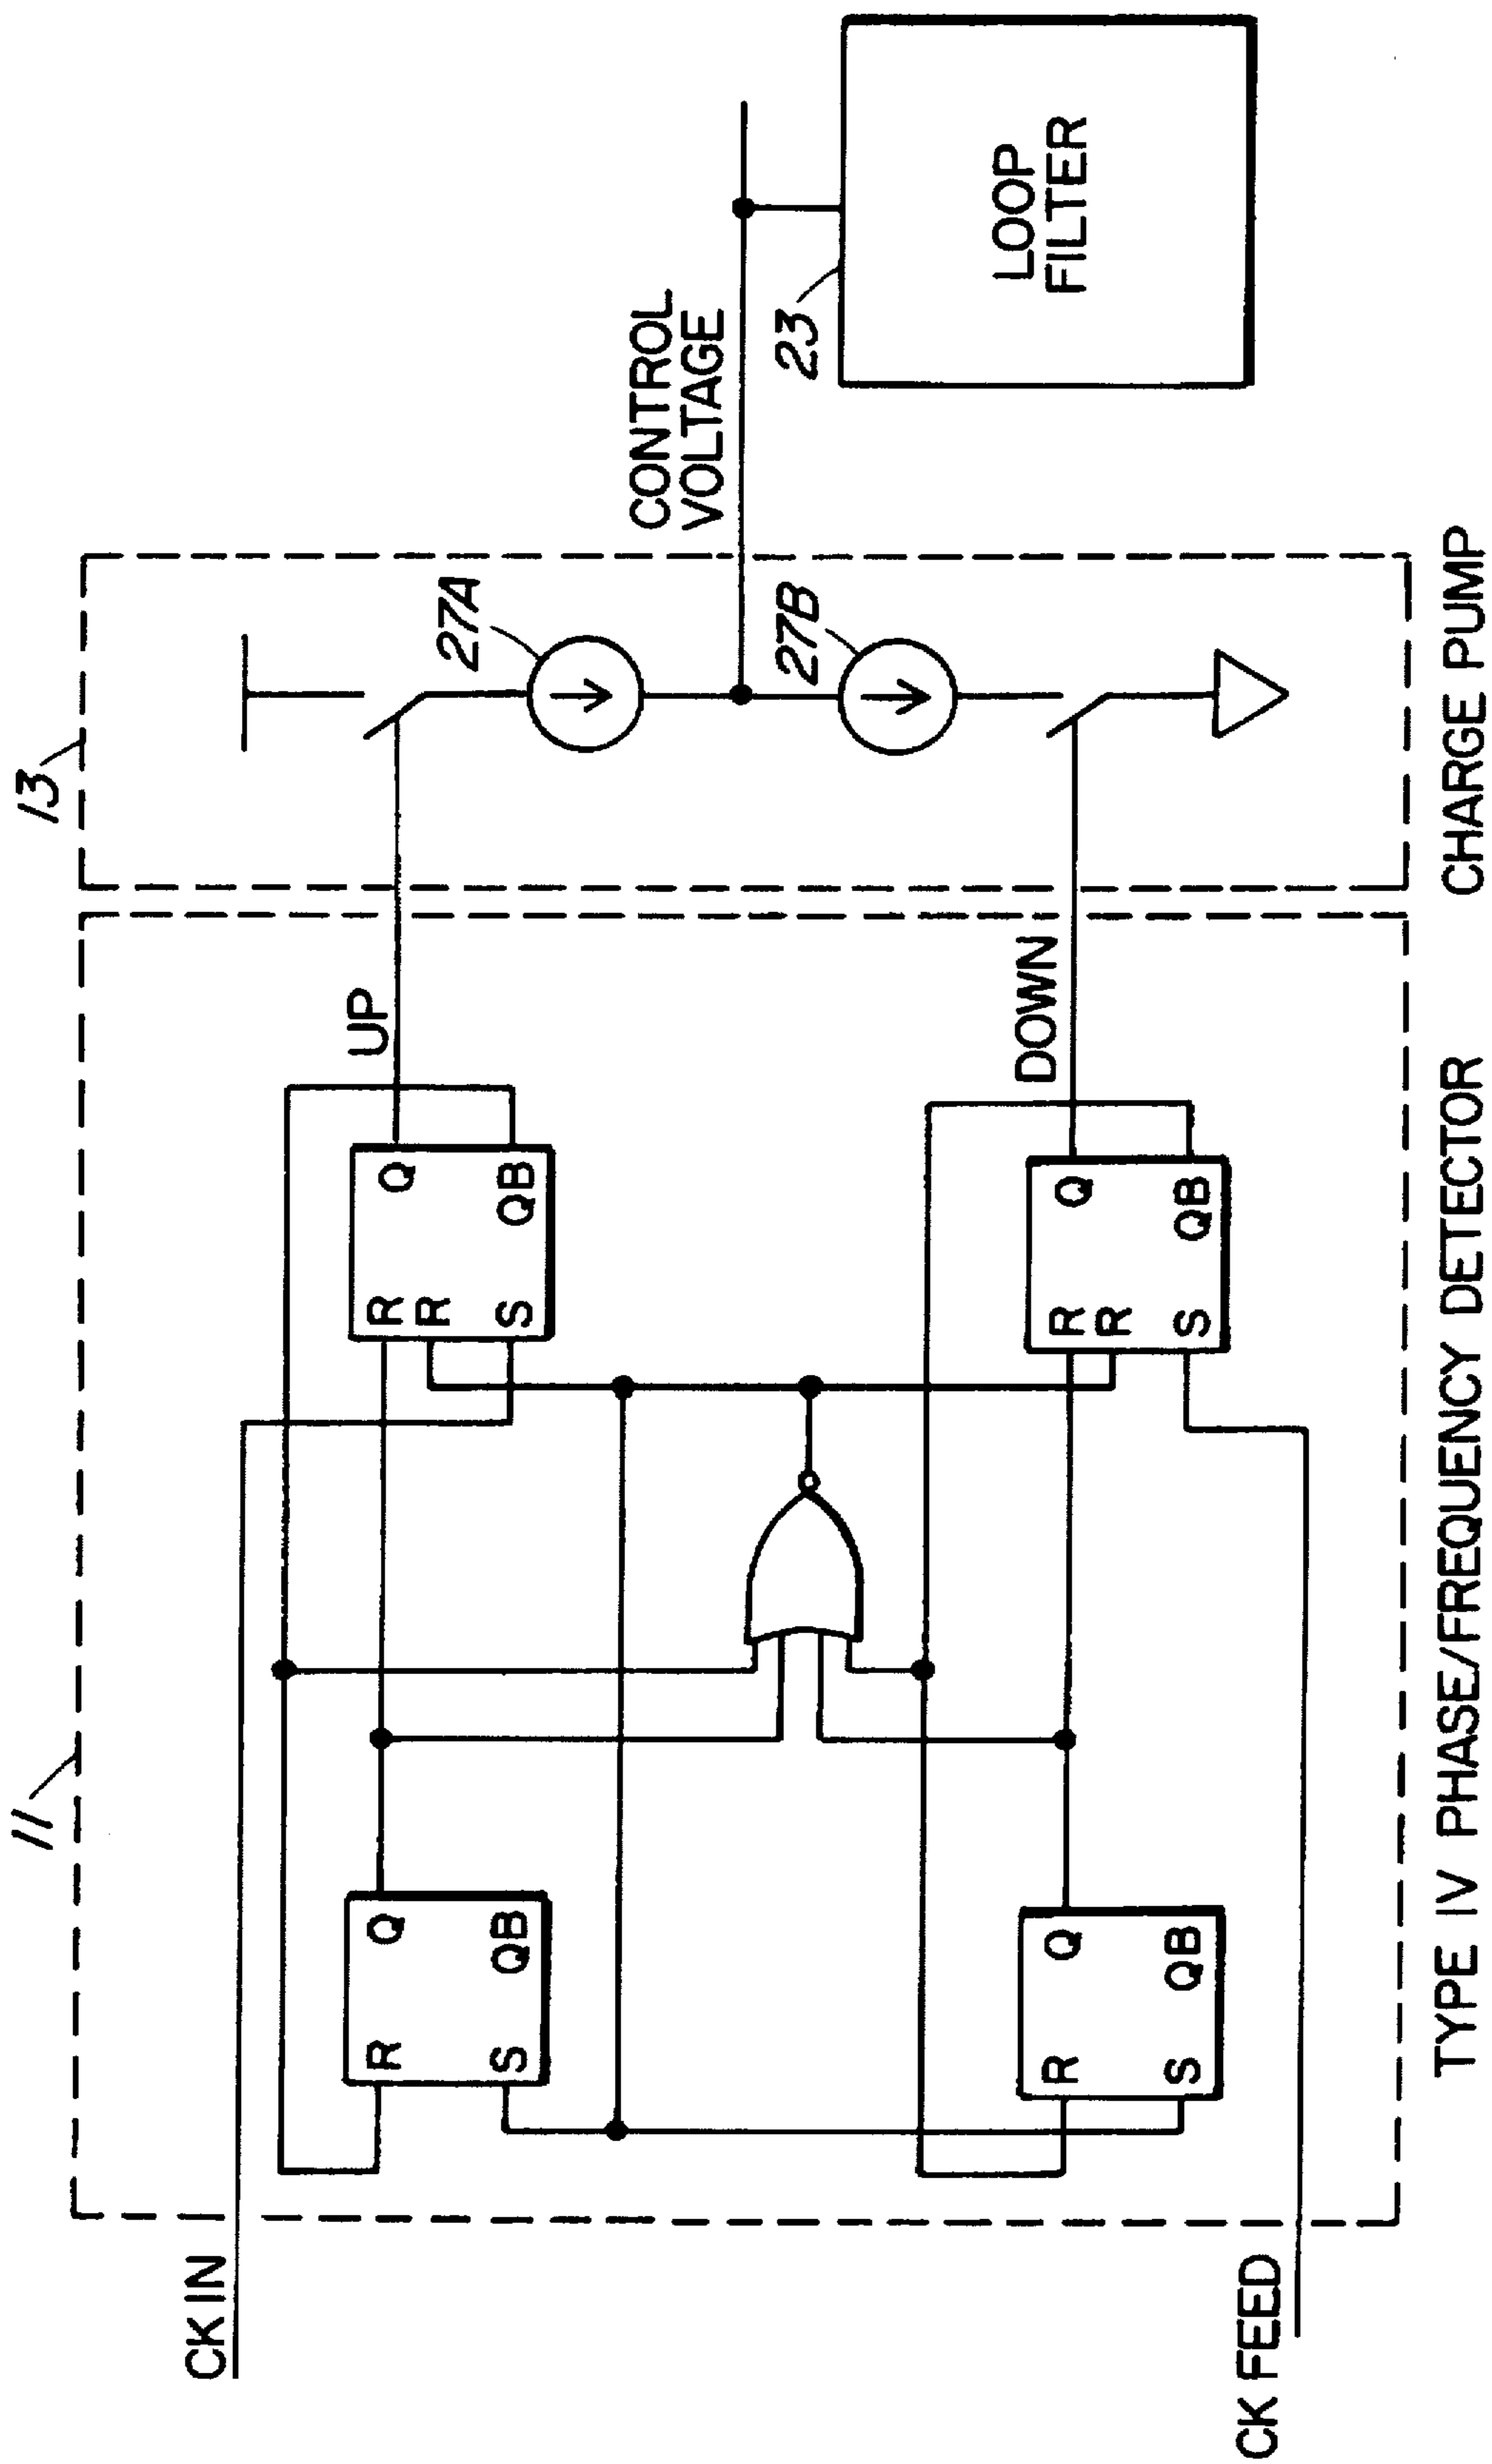 11
13
CK IN
R
Q
S
QB
R
R
Q
S
QB
UP
27A
CONTROL
VOLTAGE
27B
23
LOOP
FILTER
R
Q
S
QB
R
R
Q
S
QB
DOWN
CK FEED
TYPE IV PHASE/FREQUENCY DETECTOR
CHARGE PUMP